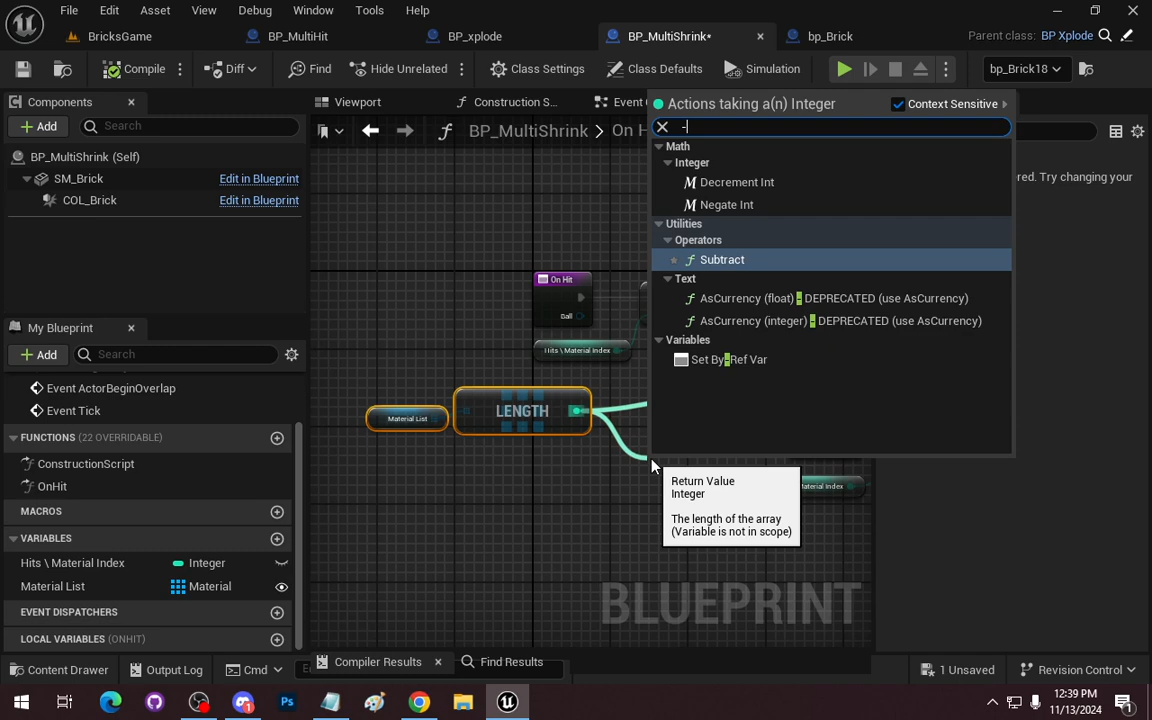 File Edit Asset View Debug Window Tools Help
BricksGame BP_MultiHit BP_xplode BP_MultiShrink* bp_Brick Parent class: BP Xplode
Compile Diff Find Hide Unrelated Class Settings Class Defaults Simulation bp_Brick18
Components
Add Search
BP_MultiShrink (Self)
SM_Brick Edit in Blueprint
COL_Brick Edit in Blueprint
My Blueprint
Add Search
Event ActorBeginOverlap
Event Tick
FUNCTIONS (22 OVERRIDABLE)
ConstructionScript
OnHit
MACROS
VARIABLES
Hits \ Material Index Integer
Material List Material
EVENT DISPATCHERS
LOCAL VARIABLES (ONHIT)
Viewport Construction S... Event
BP_MultiShrink > On H
On Hit
Ball
Hits \ Material Index
Material List
LENGTH
Material Index
BLUEPRINT
Actions taking a(n) Integer Context Sensitive
-
Math
Integer
Decrement Int
Negate Int
Utilities
Operators
Subtract
Text
AsCurrency (float) - DEPRECATED (use AsCurrency)
AsCurrency (integer) - DEPRECATED (use AsCurrency)
Variables
Set By-Ref Var
Return Value
Integer
The length of the array
(Variable is not in scope)
red. Try changing your
Compiler Results Find Results
Content Drawer Output Log Cmd 1 Unsaved Revision Control
12:39 PM
11/13/2024
1